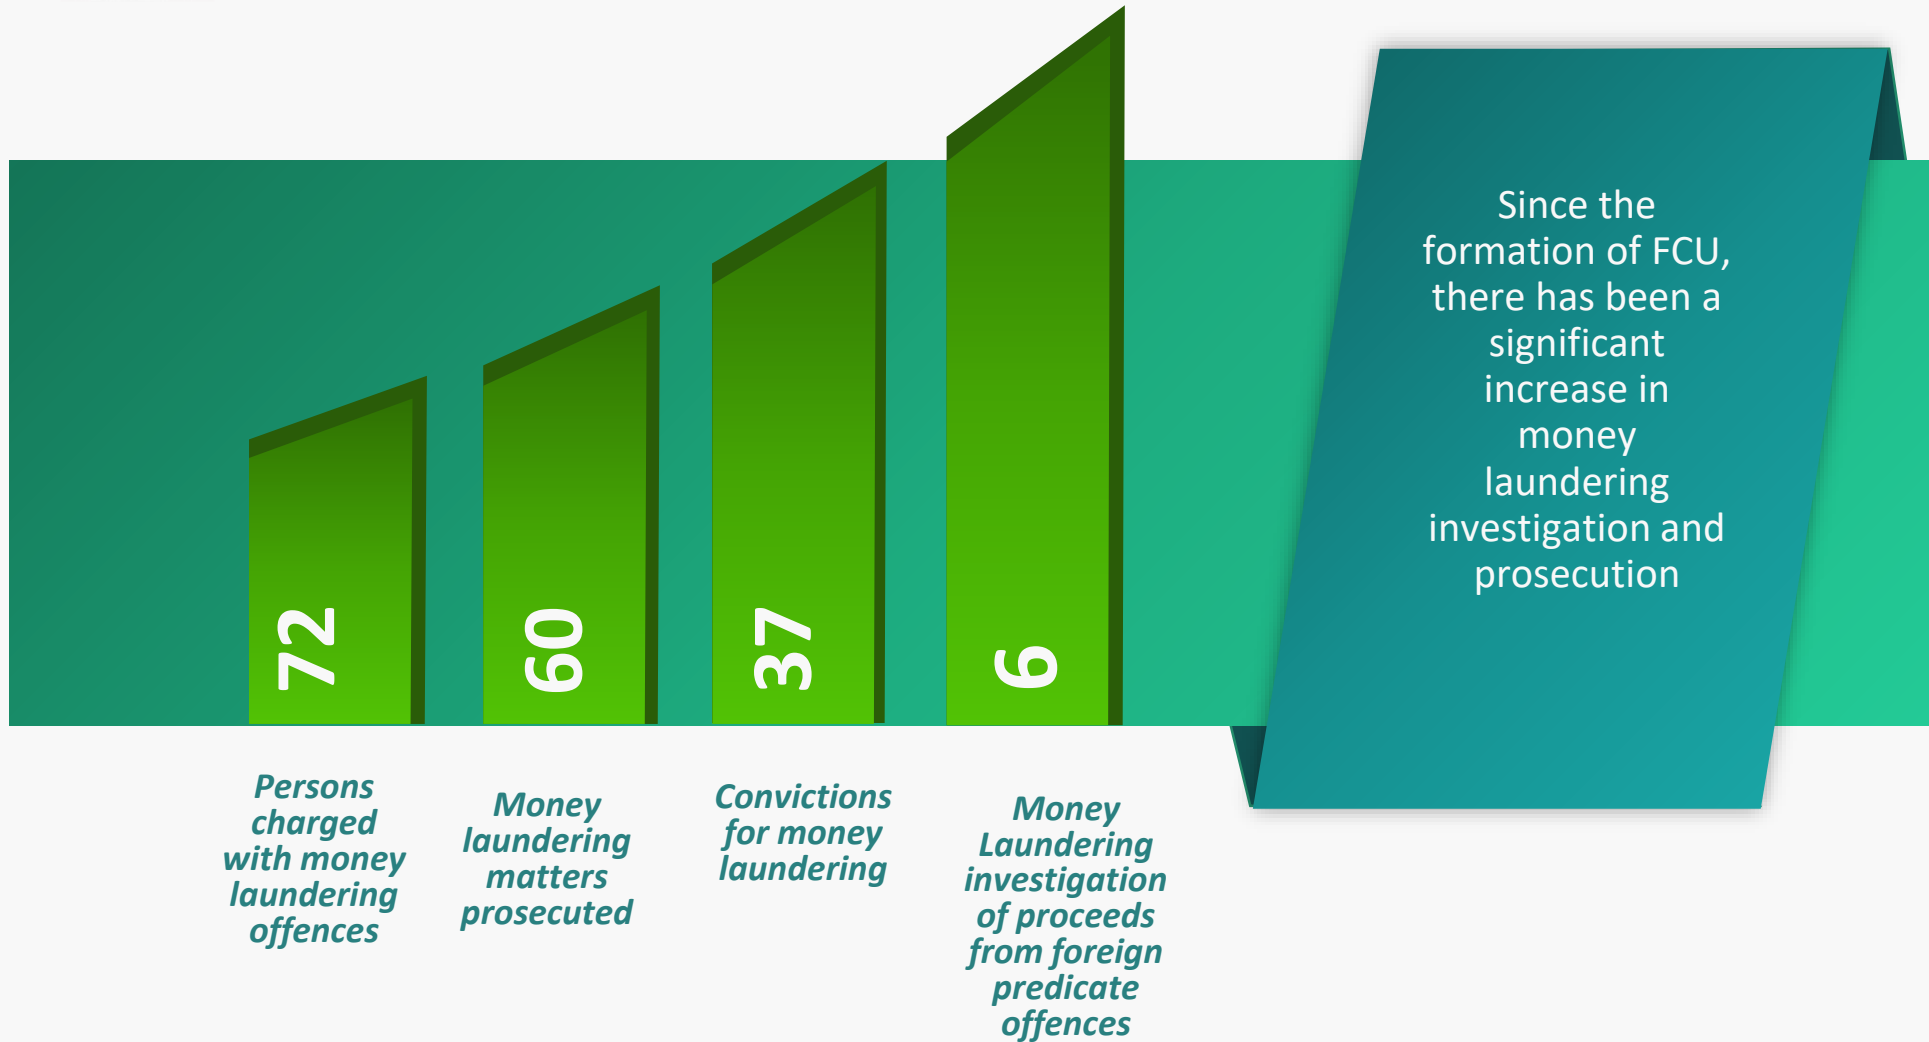 72
60
37
6
Persons
charged
with money
laundering
offences
Money
laundering
matters
prosecuted
Convictions
for money
laundering
Money
Laundering
investigation
of proceeds
from foreign
predicate
offences
Since the
formation of FCU,
there has been a
significant
increase in
money
laundering
investigation and
prosecution